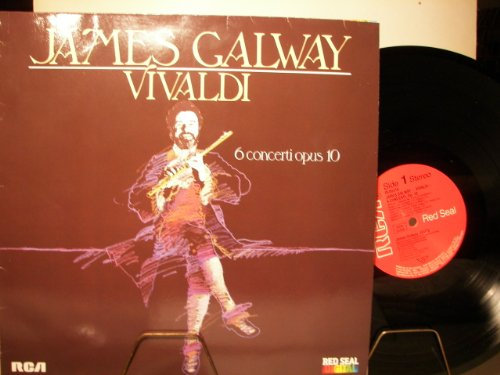 JAMES GALWAY
VIVALDI
6 concerti opus 10
RCA
RED SEAL
DIGITAL
Side 1 Stereo
RCA
Red Seal